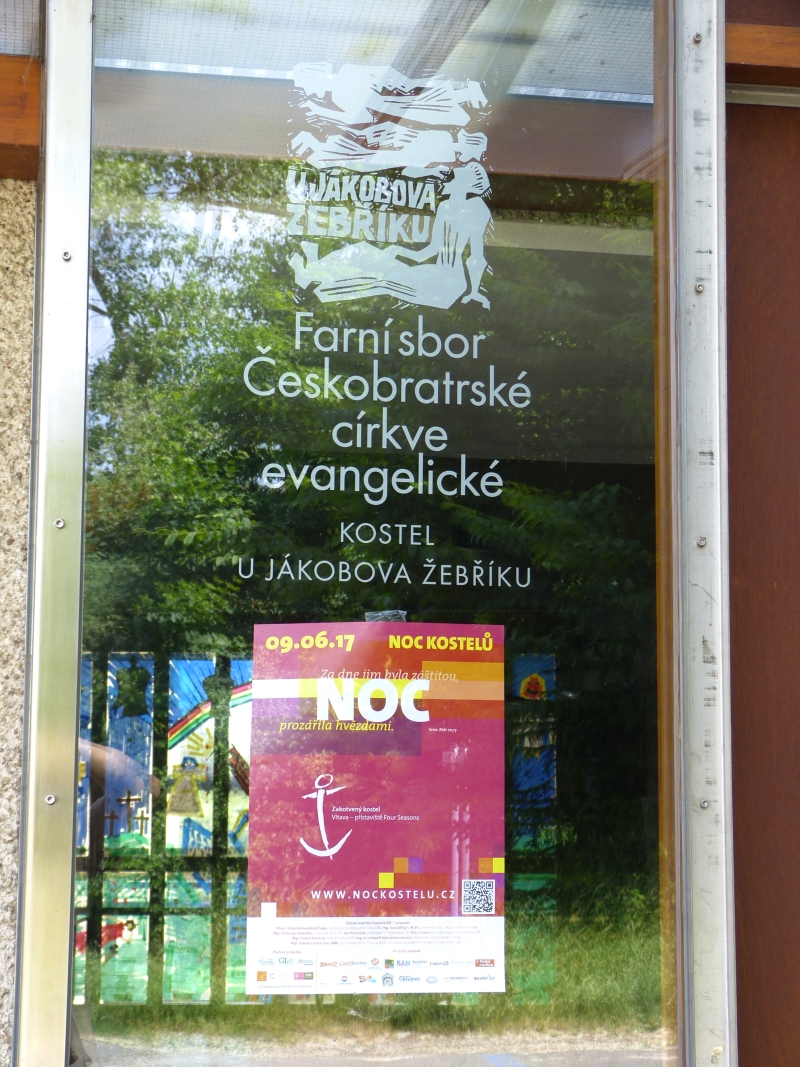 U JÁKOBOVA
ŽEBŘÍKU
Farní sbor
Českobratrské
církve
evangelické
KOSTEL
U JÁKOBOVA ŽEBŘÍKU
09.06.17 NOC KOSTELŮ
Za dne jim byla záštitou,
NOC
prozářila hvězdami.
Zakotvený kostel
Vltava – přístaviště Four Seasons
WWW.NOCKOSTELU.CZ